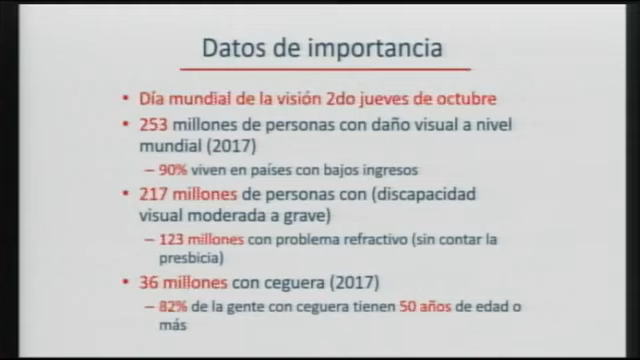 Datos de importancia
• Día mundial de la visión 2do jueves de octubre
• 253 millones de personas con daño visual a nivel
mundial (2017)
– 90% viven en países con bajos ingresos
• 217 millones de personas con (discapacidad
visual moderada a grave)
– 123 millones con problema refractivo (sin contar la
presbicia)
• 36 millones con ceguera (2017)
– 82% de la gente con ceguera tienen 50 años de edad o
más